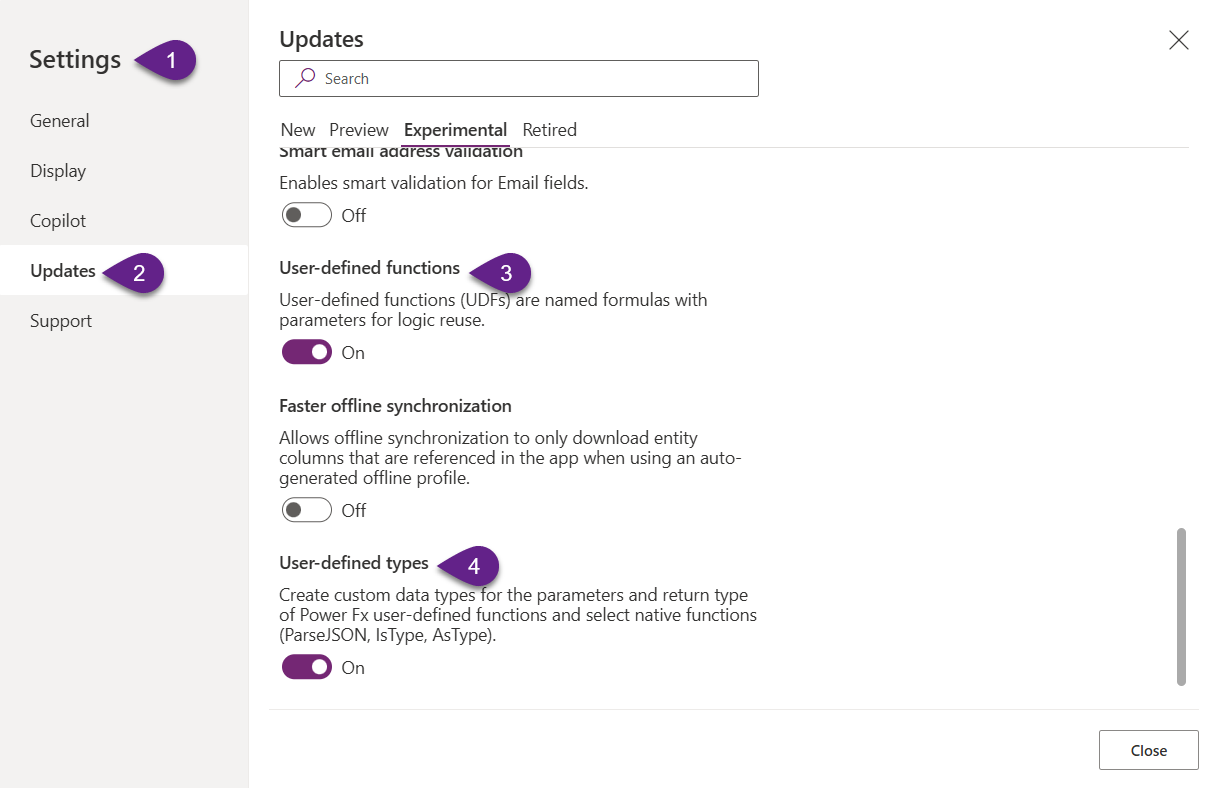 Settings
1
General
Display
Copilot
Updates
2
Support
Updates
Search
New Preview Experimental Retired
Smart email address validation
Enables smart validation for Email fields.
Off
User-defined functions
3
User-defined functions (UDFs) are named formulas with
parameters for logic reuse.
On
Faster offline synchronization
Allows offline synchronization to only download entity
columns that are referenced in the app when using an auto-
generated offline profile.
Off
User-defined types
4
Create custom data types for the parameters and return type
of Power Fx user-defined functions and select native functions
(ParseJSON, IsType, AsType).
On
Close